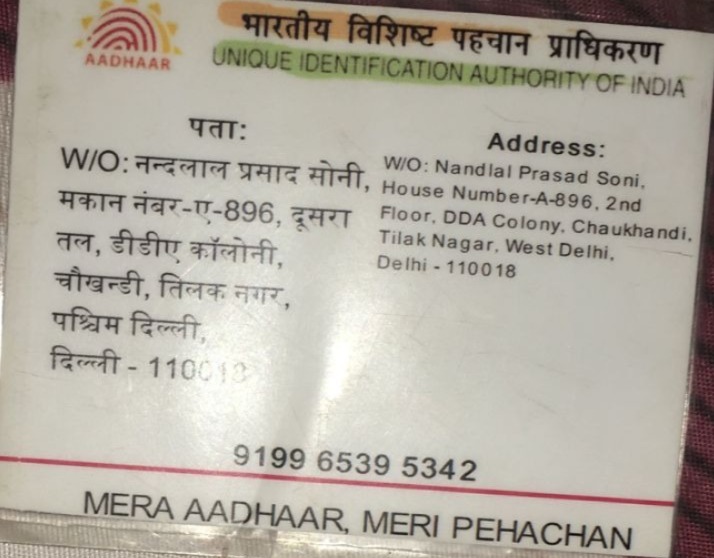 AADHAAR
भारतीय विशिष्ट पहचान प्राधिकरण
UNIQUE IDENTIFICATION AUTHORITY OF INDIA
पता:
W/O: नन्दलाल प्रसाद सोनी,
मकान नंबर-ए-896, दूसरा
तल, डीडीए कॉलोनी,
चौखन्डी, तिलक नगर,
पश्चिम दिल्ली,
दिल्ली - 110018
Address:
W/O: Nandlal Prasad Soni,
House Number-A-896, 2nd
Floor, DDA Colony, Chaukhandi,
Tilak Nagar, West Delhi,
Delhi - 110018
9199 6539 5342
MERA AADHAAR, MERI PEHACHAN